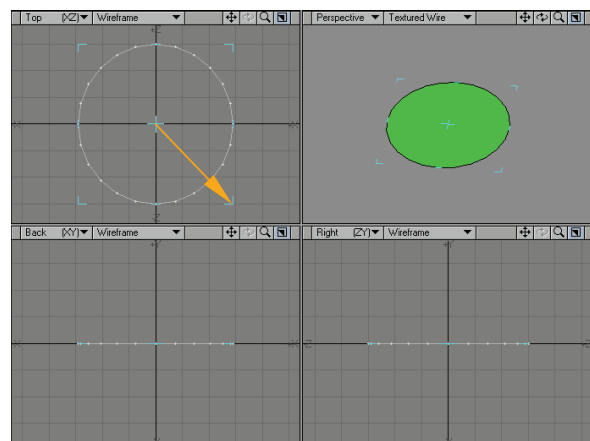 Top (XZ) Wireframe
Perspective Textured Wire
Back (XY) Wireframe
Right (ZY) Wireframe